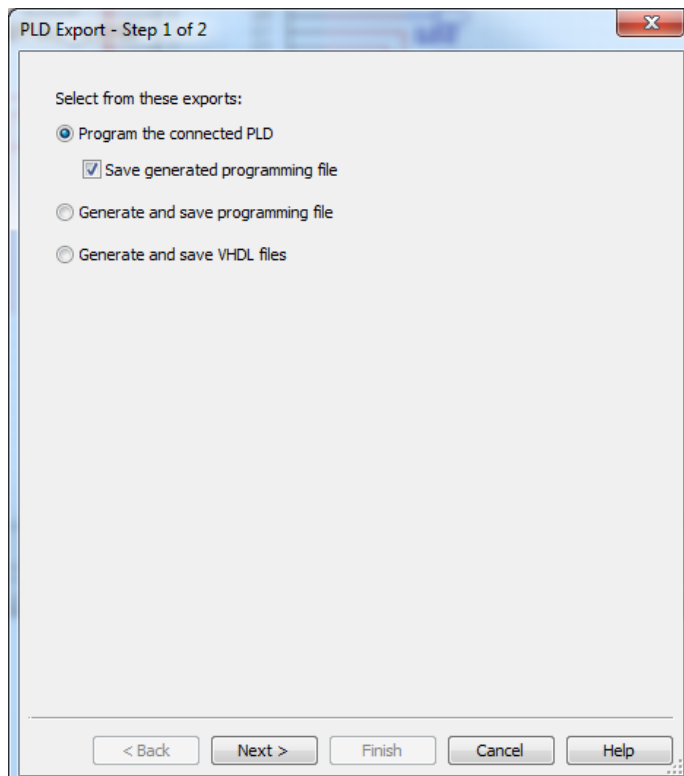 PLD Export - Step 1 of 2
Select from these exports:
Program the connected PLD
Save generated programming file
Generate and save programming file
Generate and save VHDL files
< Back Next > Finish Cancel Help